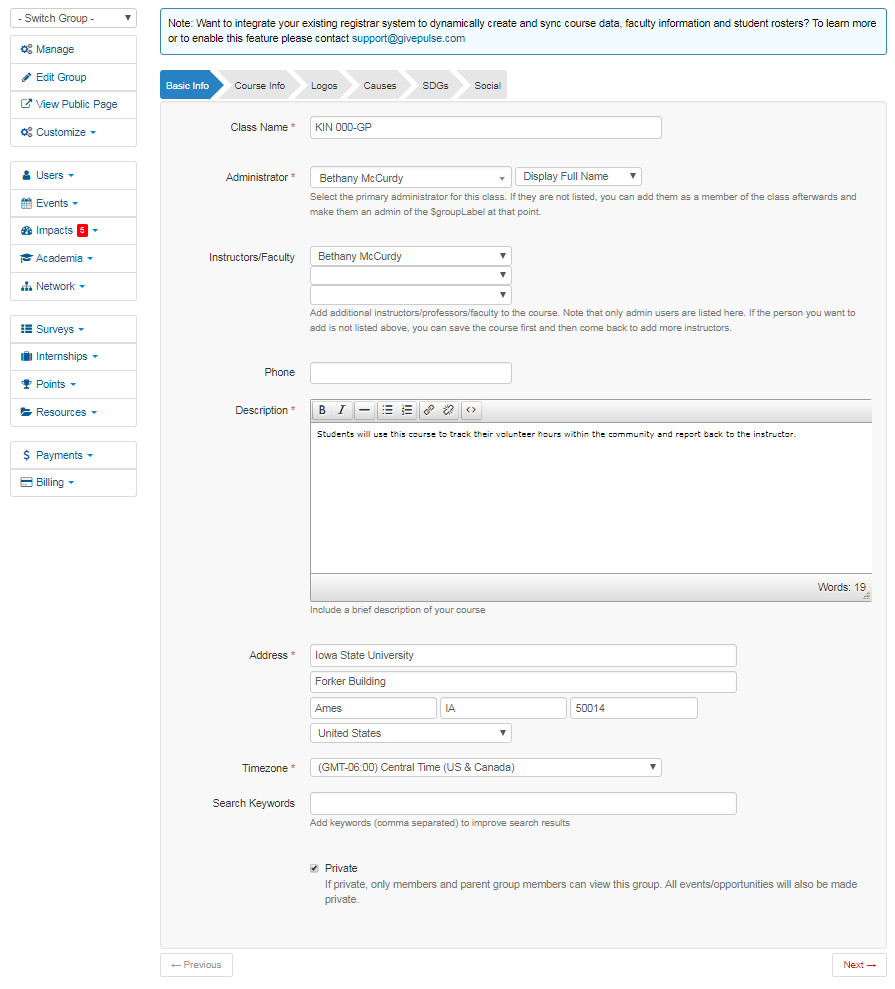 - Switch Group -
Manage
Edit Group
View Public Page
Customize
Users
Events
Impacts 5
Academia
Network
Surveys
Internships
Points
Resources
$ Payments
Billing
Note: Want to integrate your existing registrar system to dynamically create and sync course data, faculty information and student rosters? To learn more
or to enable this feature please contact support@givepulse.com
Basic Info Course Info Logos Causes SDGs Social
Class Name * KIN 000-GP
Administrator * Bethany McCurdy Display Full Name
Select the primary administrator for this class. If they are not listed, you can add them as a member of the class afterwards and
make them an admin of the $groupLabel at that point.
Instructors/Faculty Bethany McCurdy
Add additional instructors/professors/faculty to the course. Note that only admin users are listed here. If the person you want to
add is not listed above, you can save the course first and then come back to add more instructors.
Phone
Description * B I — <>
Students will use this course to track their volunteer hours within the community and report back to the instructor.
Words: 19
Include a brief description of your course
Address * Iowa State University
Forker Building
Ames IA 50014
United States
Timezone * (GMT-06:00) Central Time (US & Canada)
Search Keywords
Add keywords (comma separated) to improve search results
Private
If private, only members and parent group members can view this group. All events/opportunities will also be made
private.
← Previous Next →